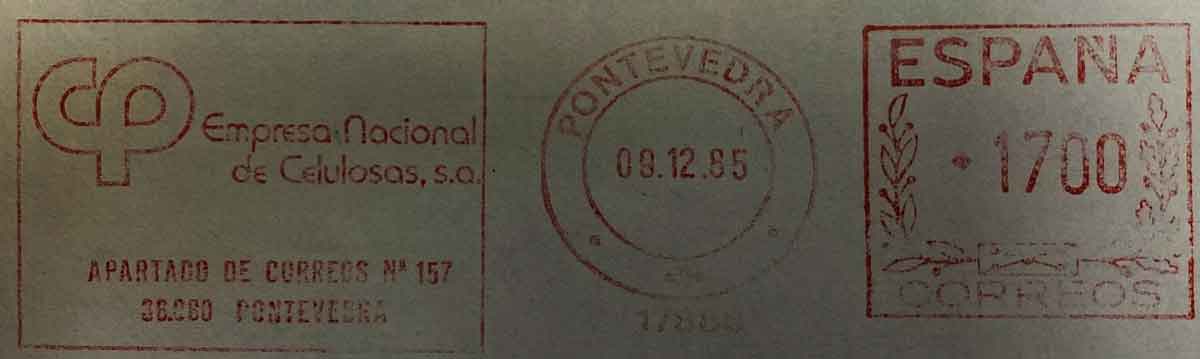 CP
Empresa Nacional
de Celulosas, s.a.
APARTADO DE CORREOS Nº 157
36.080 PONTEVEDRA
PONTEVEDRA
09.12.85
ESPAÑA
1700
CORREOS